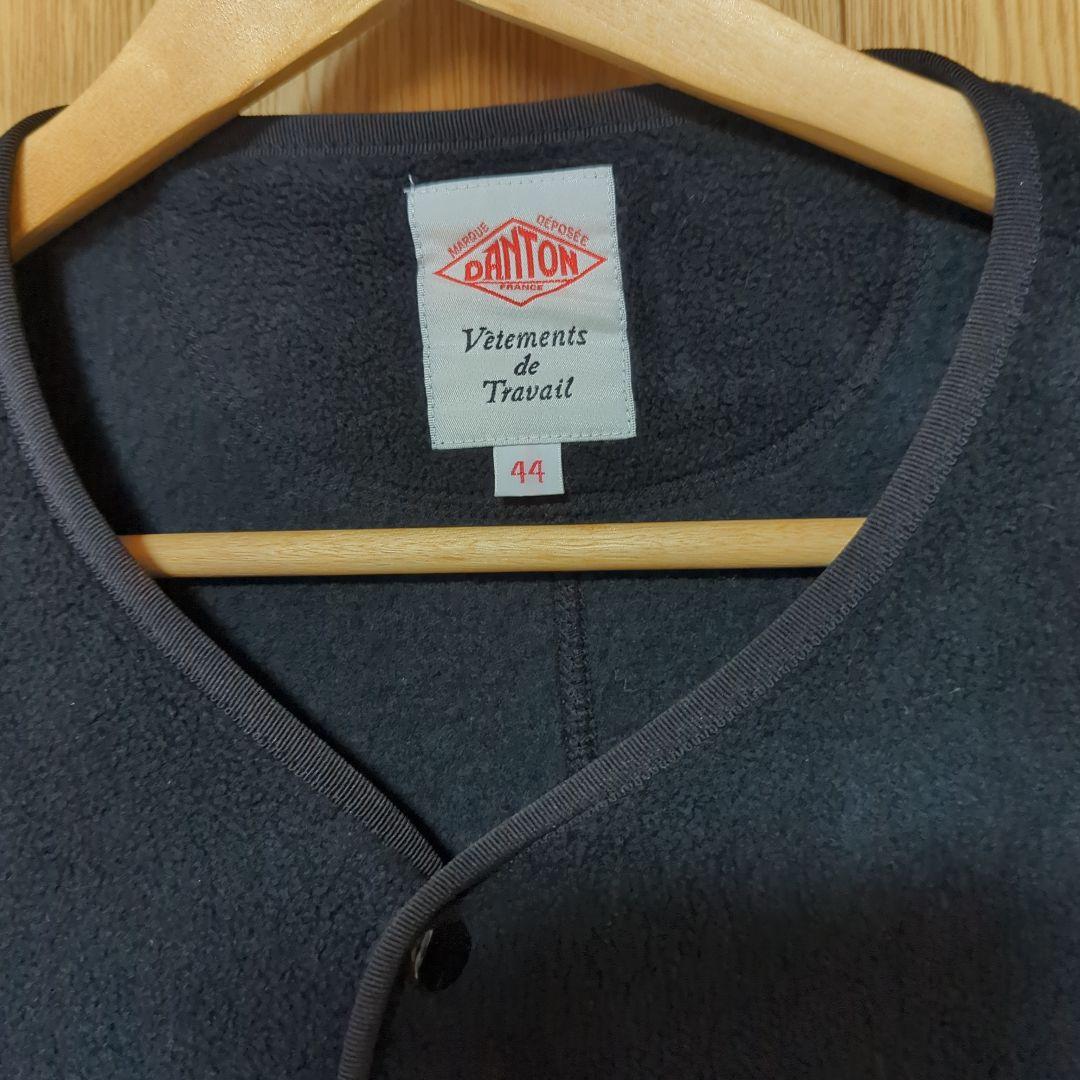 MARQUE DÉPOSÉE
DANTON
FRANCE
Vêtements
de
Travail
44